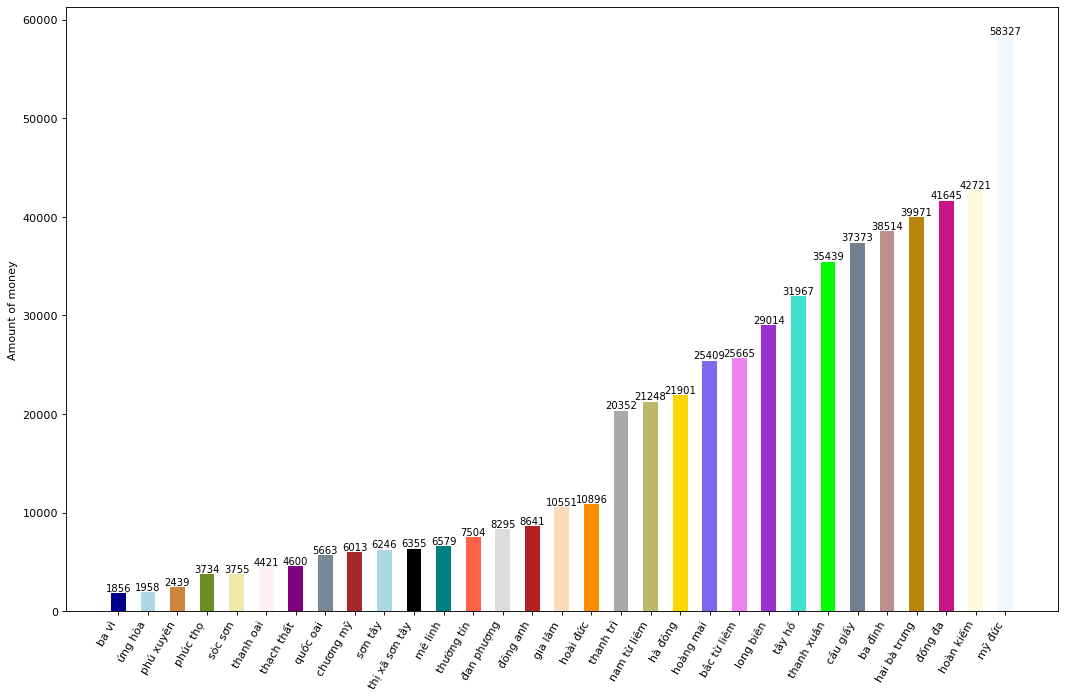 Amount of money
60000
50000
40000
30000
20000
10000
0
1856
1958
2439
3734
3755
4421
4600
5663
6013
6246
6355
6579
7504
8295
8641
10551
10896
20352
21248
21901
25409
25665
29014
31967
35439
37373
38514
39971
41645
42721
58327
ba vì
ứng hòa
phú xuyên
phúc thọ
sóc sơn
thanh oai
thạch thất
quốc oai
chương mỹ
sơn tây
thị xã sơn tây
mê linh
thường tín
đan phượng
đông anh
gia lâm
hoài đức
thanh trì
nam từ liêm
hà đông
hoàng mai
bắc từ liêm
long biên
tây hồ
thanh xuân
cầu giấy
ba đình
hai bà trưng
đống đa
hoàn kiếm
mỹ đức